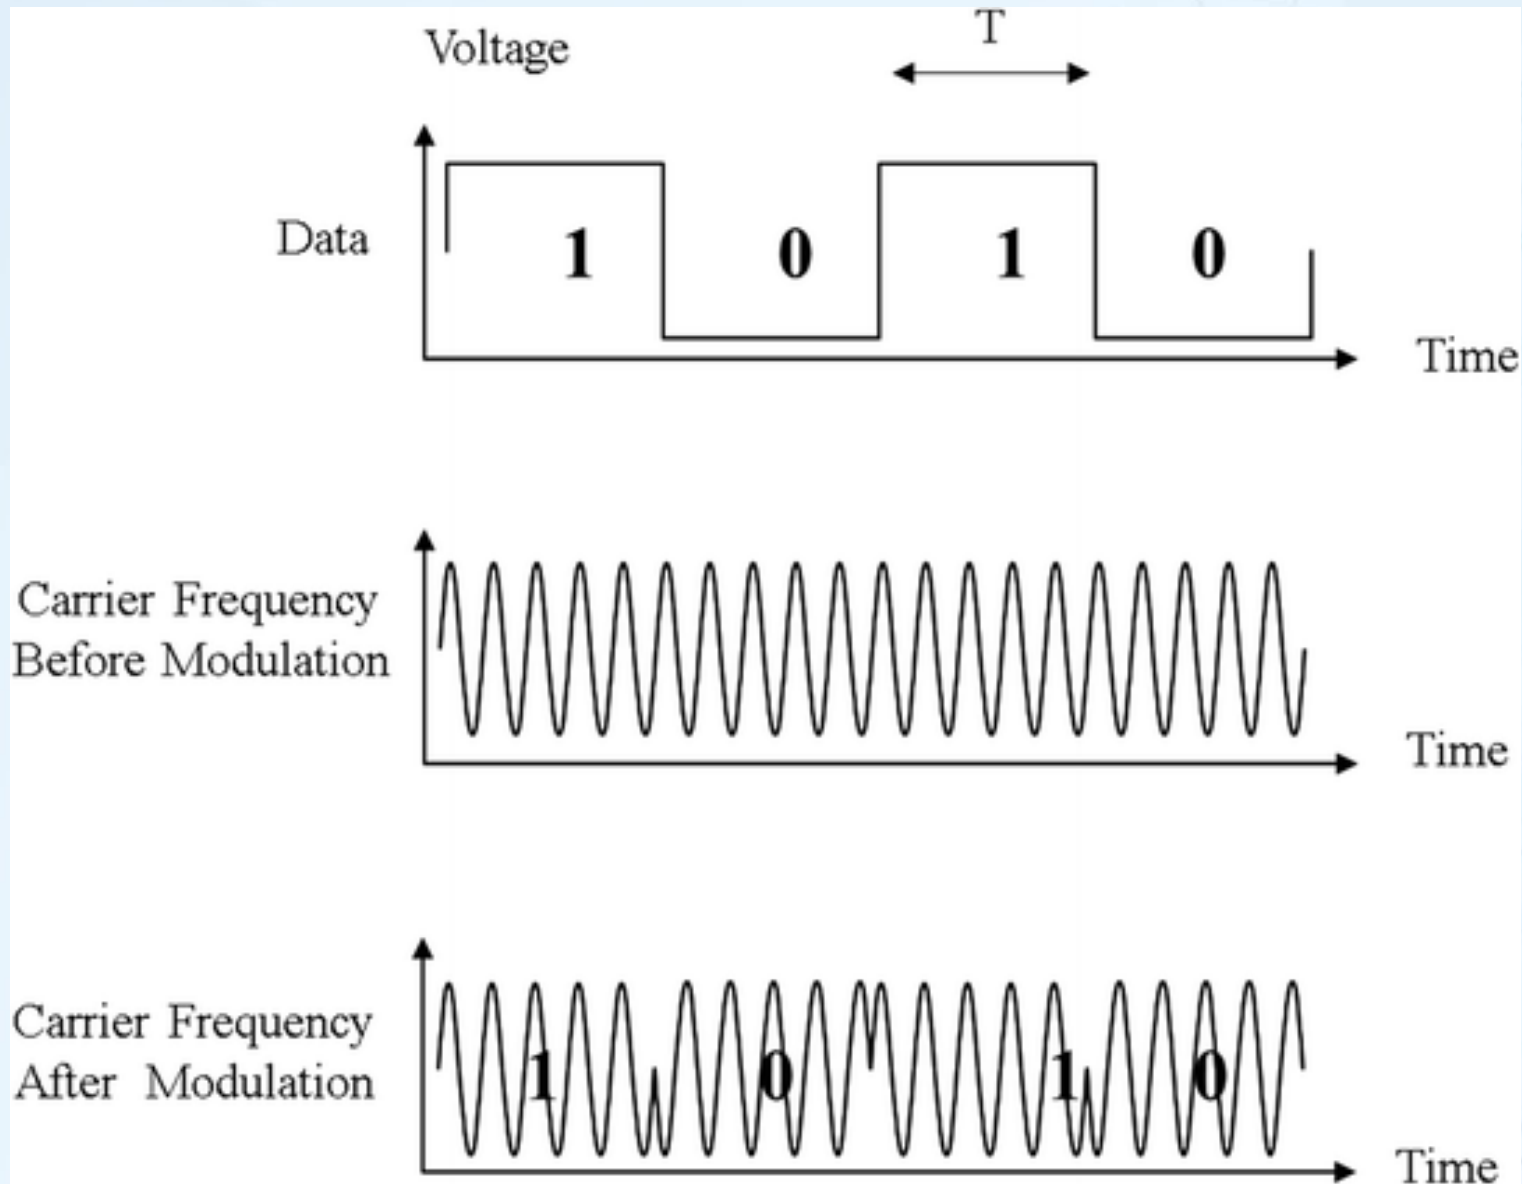 Voltage
T
Data
1 0 1 0
Time
Carrier Frequency
Before Modulation
Time
Carrier Frequency
After Modulation
1 0 1 0
Time